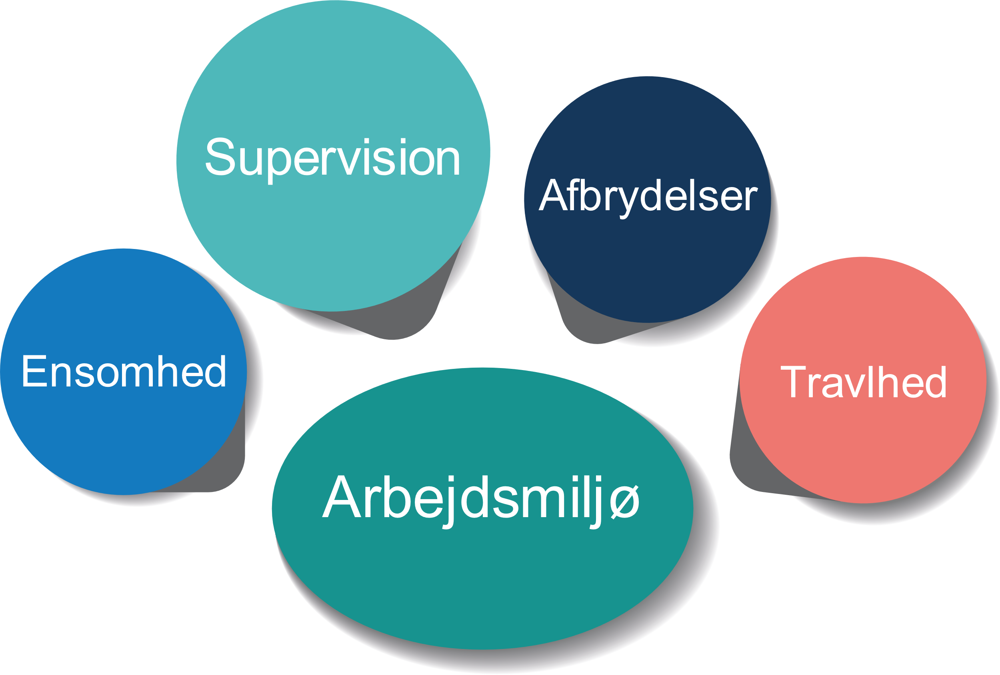 Supervision
Afbrydelser
Ensomhed
Travlhed
Arbejdsmiljø